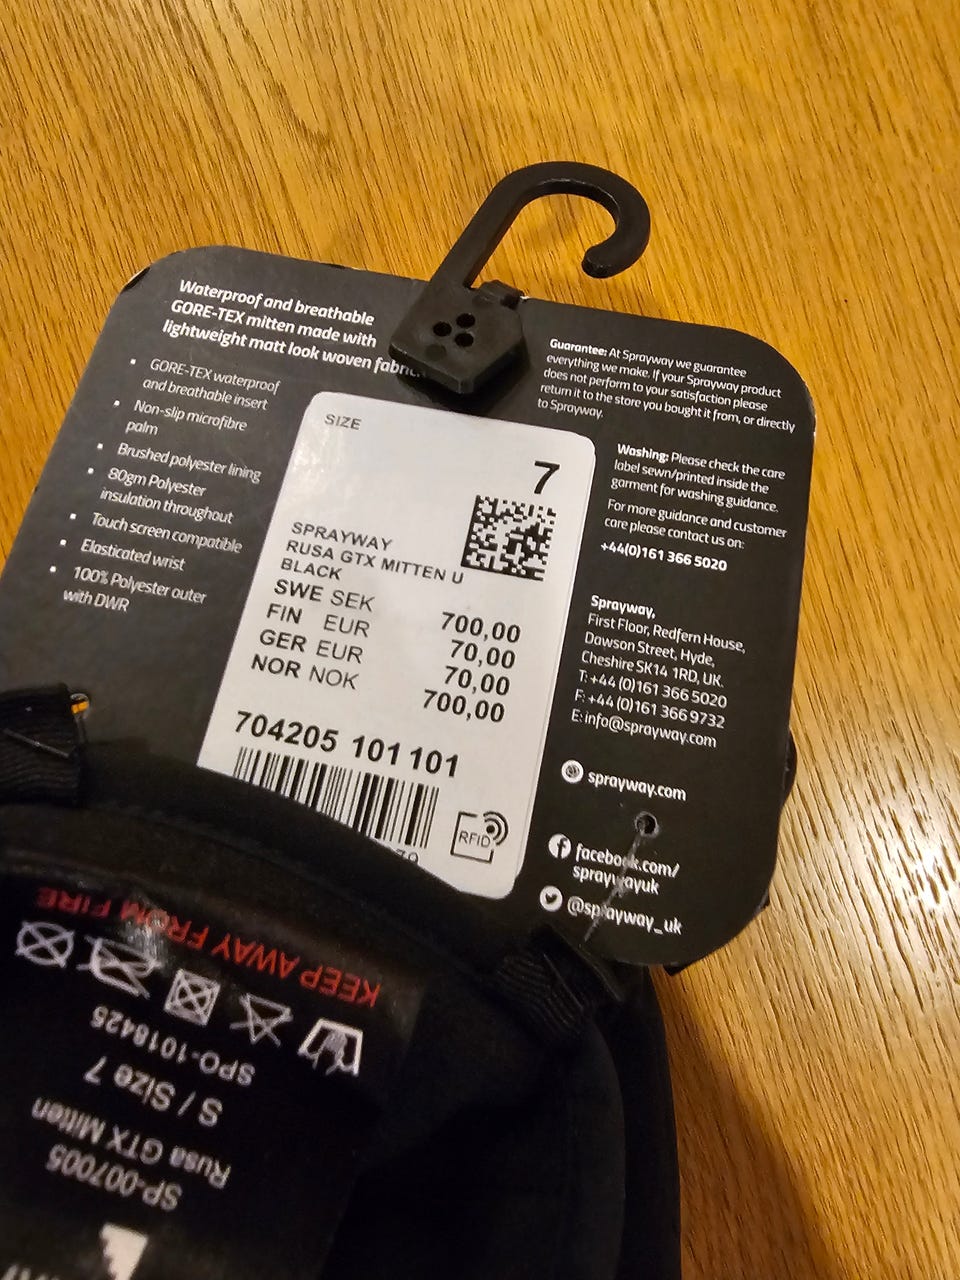 Waterproof and breathable
GORE-TEX mitten made with
lightweight matt look woven
GORE-TEX waterproof
and breathable insert
Non-slip microfibre
palm
Brushed polyester lining
80gm Polyester
insulation throughout
Touch screen compatible
Elasticated wrist
100% Polyester outer
with DWR
SIZE
7
SPRAYWAY
RUSA GTX MITTEN U
BLACK
SWE SEK 700,00
FIN EUR 70,00
GER EUR 70,00
NOR NOK 700,00
704205 101101
RFID
Guarantee: At Sprayway we guarantee
everything we make. If your Sprayway product
does not perform to your satisfaction please
return it to the store you bought it from, or directly
to Sprayway.
Washing: Please check the care
label sewn/printed inside the
garment for washing guidance.
For more guidance and customer
care please contact us on:
+44(0)161 366 5020
Sprayway,
First Floor, Redfern House,
Dawson Street, Hyde,
Cheshire SK14 1RD, UK.
T: +44 (0)161 366 5020
F: +44 (0)161 366 9732
E: info@sprayway.com
sprayway.com
facebook.com/
spraywayuk
@sprayway_uk
SP-007005
Rusa GTX Mitten
S / Size 7
SPO-1018425
KEEP AWAY FROM FIRE